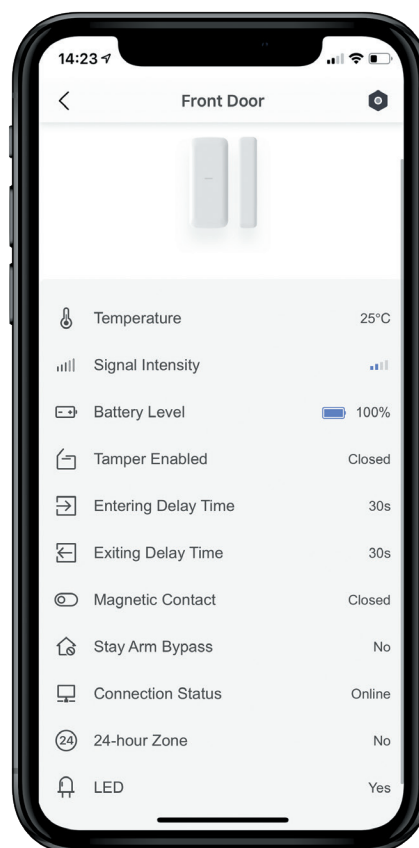 14:23
Front Door
Temperature 25°C
Signal Intensity
Battery Level 100%
Tamper Enabled Closed
Entering Delay Time 30s
Exiting Delay Time 30s
Magnetic Contact Closed
Stay Arm Bypass No
Connection Status Online
24 24-hour Zone No
LED Yes